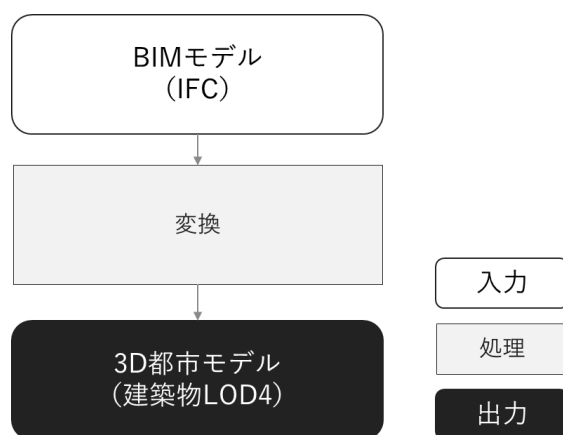 BIMモデル
（IFC）
変換
3D都市モデル
（建築物LOD4）
入力
処理
出力